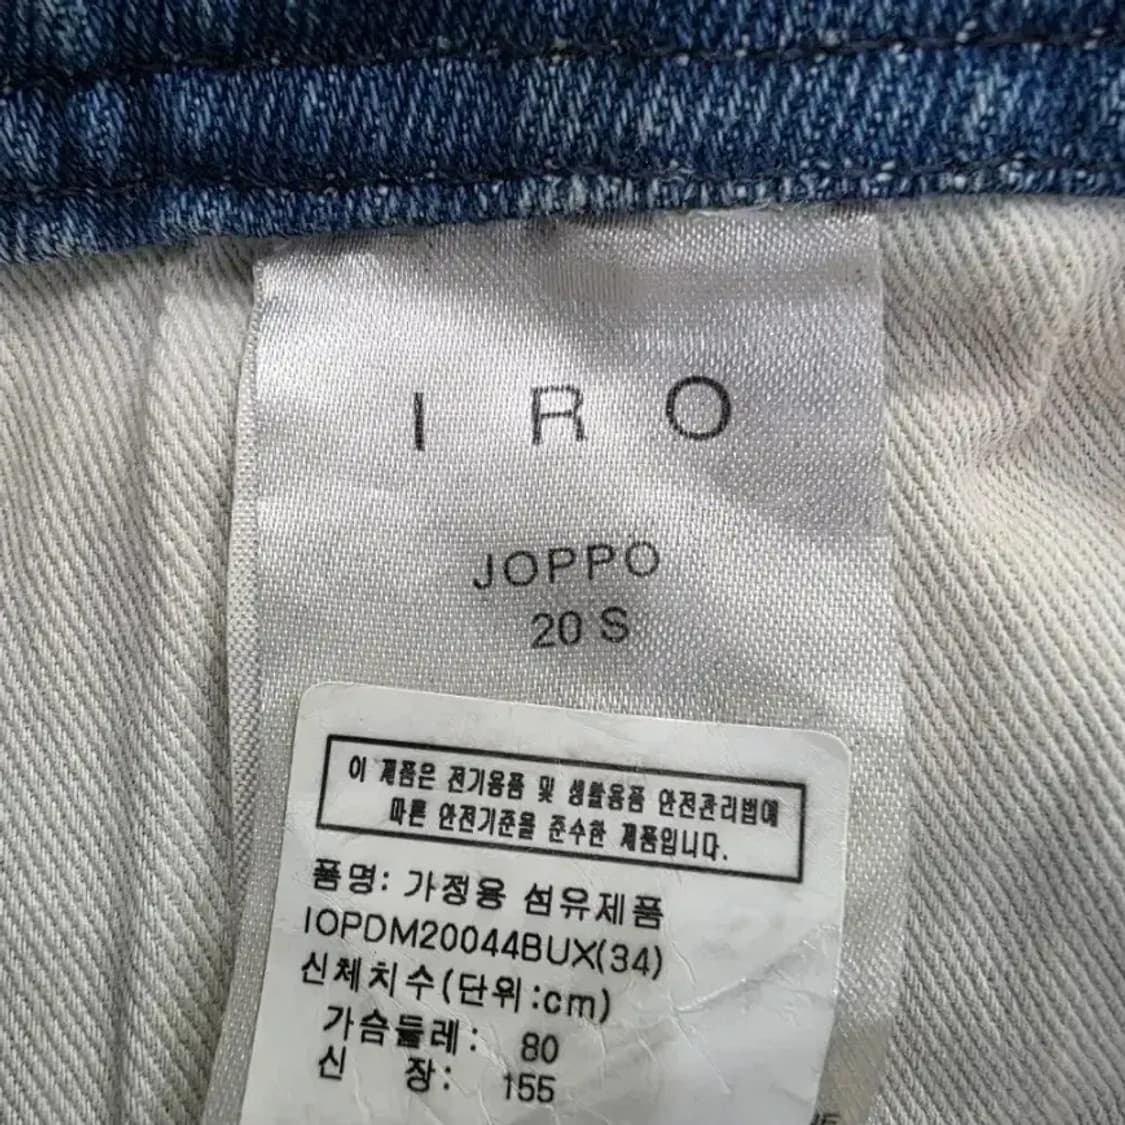 I R O
JOPPO
20 S
이 제품은 전기용품 및 생활용품 안전관리법에
따른 안전기준을 준수한 제품입니다.
품명: 가정용 섬유제품
IOPDM20044BUX(34)
신체치수(단위:cm)
가슴둘레: 80
신 장: 155